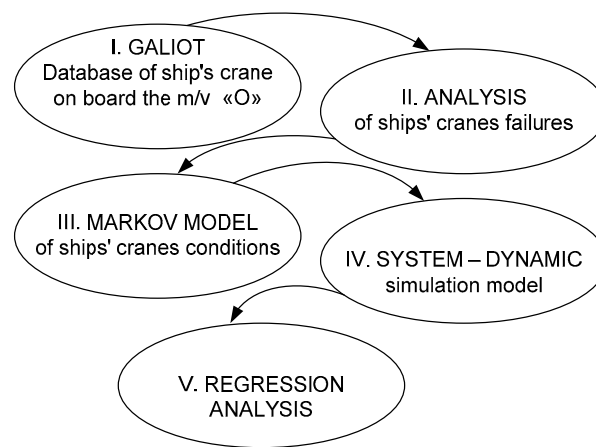 I. GALIOT
Database of ship's crane
on board the m/v «O»
II. ANALYSIS
of ships' cranes failures
III. MARKOV MODEL
of ships' cranes conditions
IV. SYSTEM – DYNAMIC
simulation model
V. REGRESSION
ANALYSIS